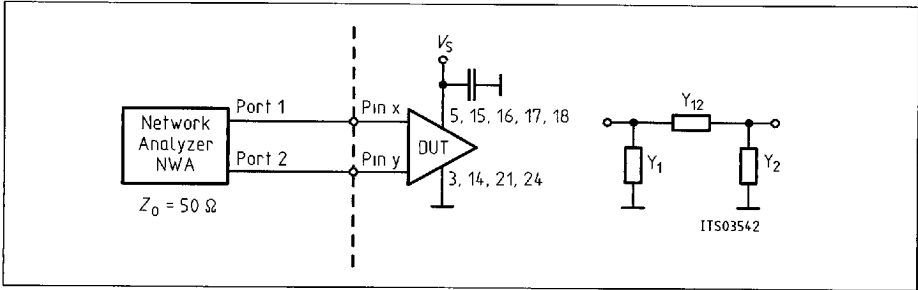 Network
Analyzer
NWA
Z₀ = 50 Ω
Port 1
Port 2
Pin x
Pin y
V_S
5, 15, 16, 17, 18
DUT
3, 14, 21, 24
Y₁₂
Y₁
Y₂
ITS03542